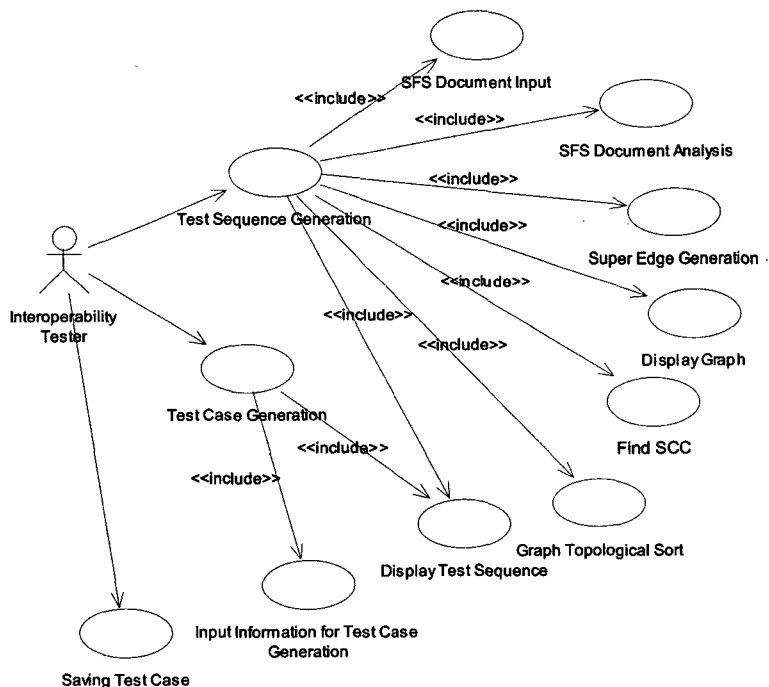 SFS Document Input
<<include>>
<<include>>
SFS Document Analysis
<<include>>
Test Sequence Generation
<<include>>
Super Edge Generation
<<include>>
Interoperability
Tester
<<include>>
<<include>>
Display Graph
Test Case Generation
Find SCC
<<include>>
<<include>>
Graph Topological Sort
Display Test Sequence
Input Information for Test Case
Generation
Saving Test Case